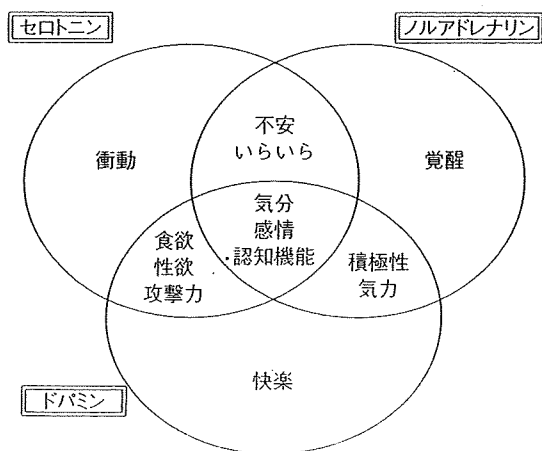 セロトニン
ノルアドレナリン
不安
いらいら
衝動
覚醒
気分
感情
認知機能
食欲
性欲
攻撃力
積極性
気力
快楽
ドパミン